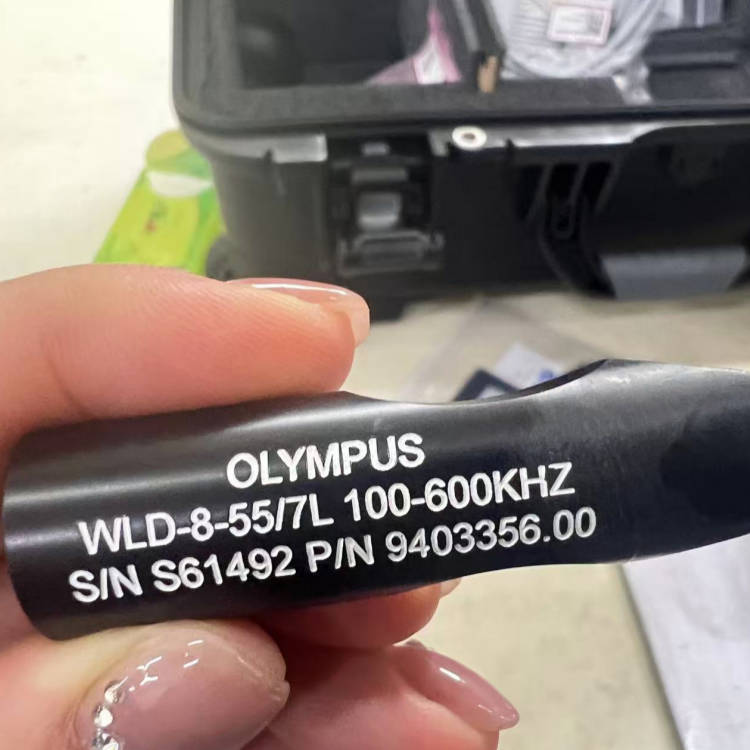 OLYMPUS
WLD-8-55/7L 100-600KHZ
S/N S61492 P/N 9403356.00